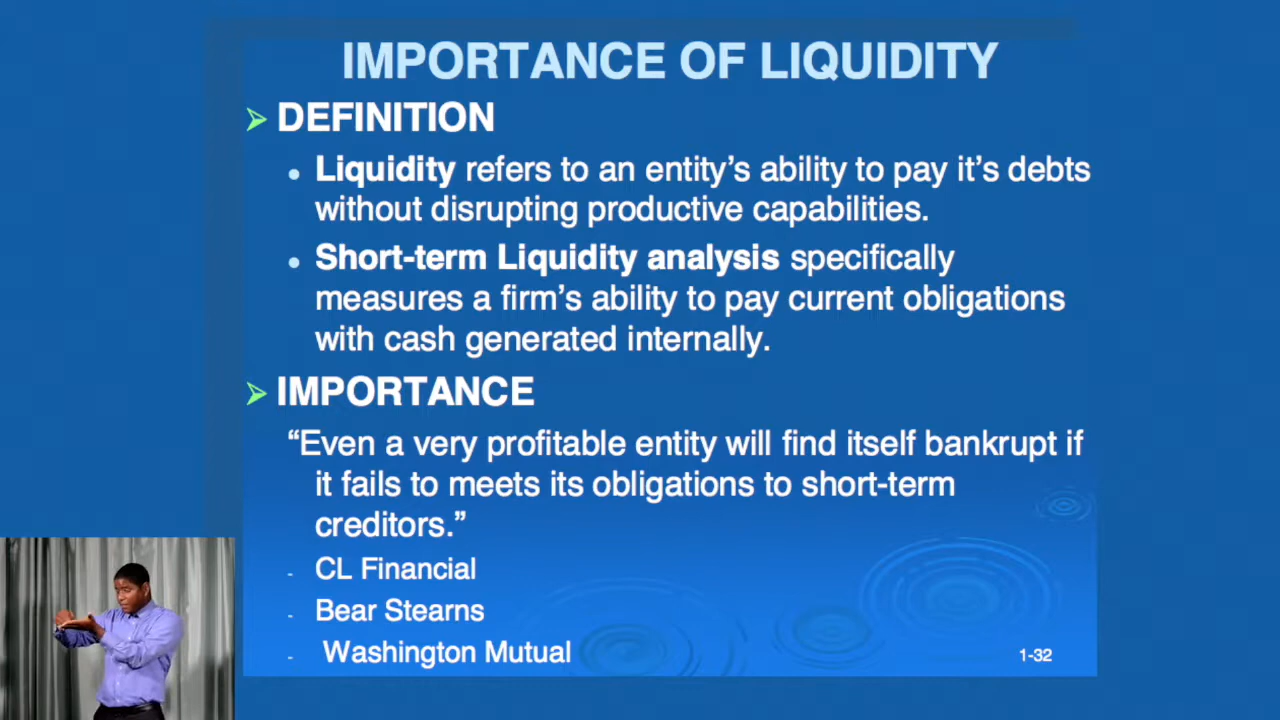 IMPORTANCE OF LIQUIDITY
DEFINITION
Liquidity refers to an entity’s ability to pay it’s debts
without disrupting productive capabilities.
Short-term Liquidity analysis specifically
measures a firm’s ability to pay current obligations
with cash generated internally.
IMPORTANCE
“Even a very profitable entity will find itself bankrupt if
it fails to meets its obligations to short-term
creditors.”
- CL Financial
- Bear Stearns
- Washington Mutual
1-32